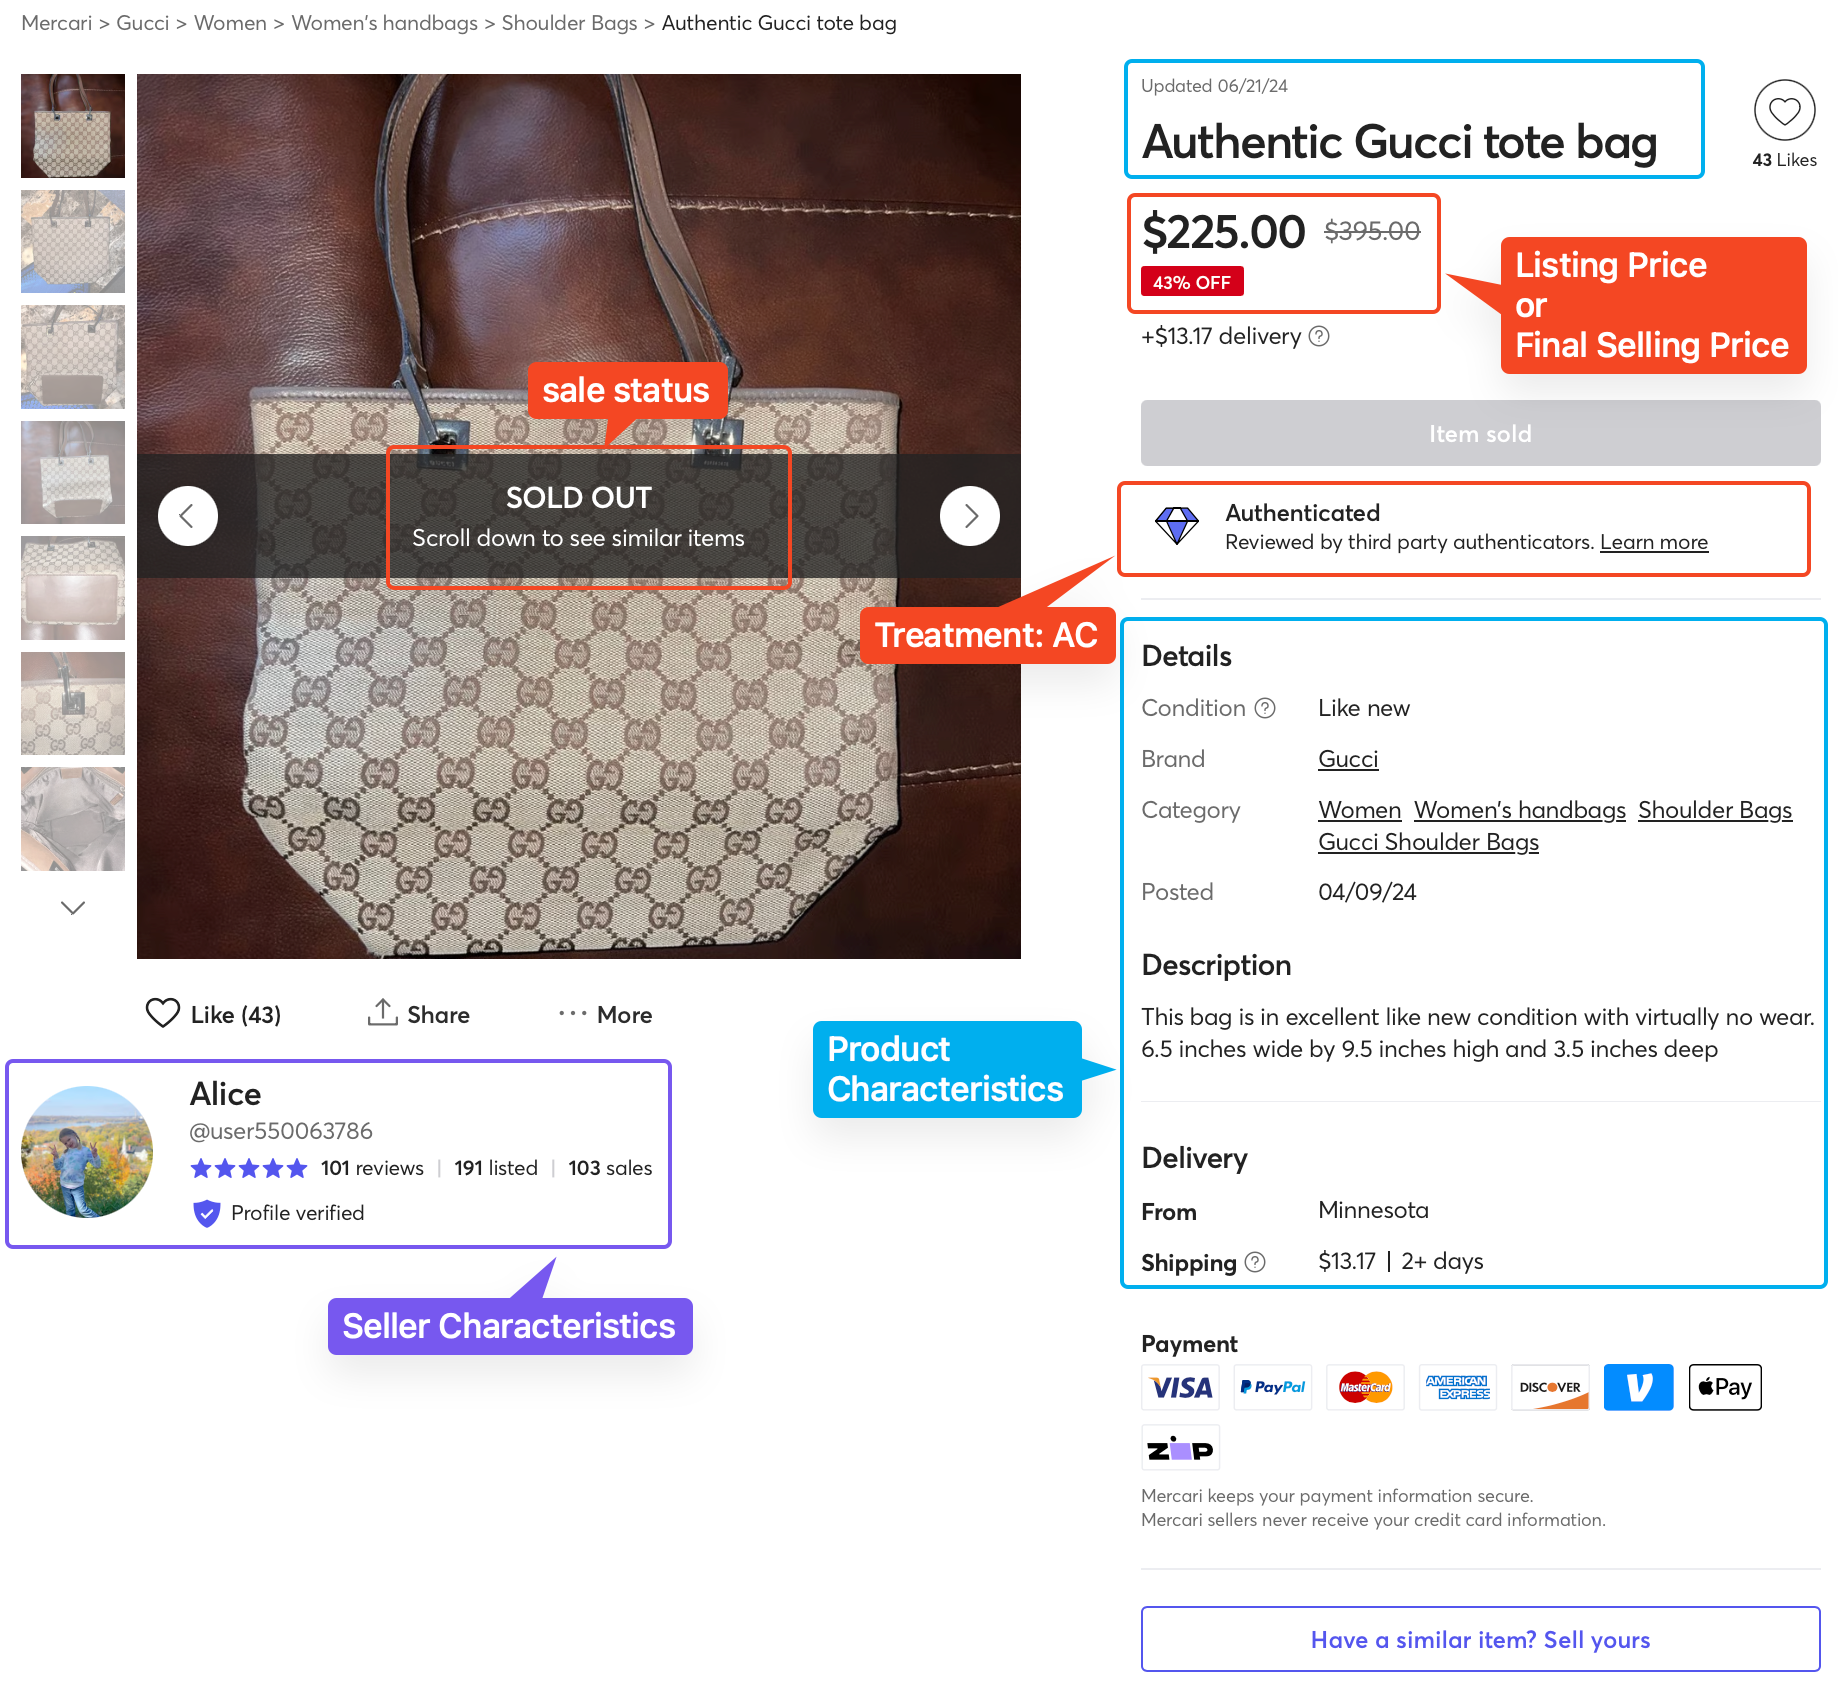 Mercari > Gucci > Women > Women's handbags > Shoulder Bags > Authentic Gucci tote bag
Updated 06/21/24
Authentic Gucci tote bag
43 Likes
$225.00 $395.00
43% OFF
Listing Price
or
Final Selling Price
+$13.17 delivery
Item sold
sale status
SOLD OUT
Scroll down to see similar items
Authenticated
Reviewed by third party authenticators. Learn more
Treatment: AC
Details
Condition Like new
Brand Gucci
Category Women Women's handbags Shoulder Bags
Gucci Shoulder Bags
Posted 04/09/24
Description
This bag is in excellent like new condition with virtually no wear.
6.5 inches wide by 9.5 inches high and 3.5 inches deep
Product
Characteristics
Delivery
From Minnesota
Shipping $13.17 | 2+ days
Like (43) Share More
Alice
@user550063786
101 reviews | 191 listed | 103 sales
Profile verified
Seller Characteristics
Payment
VISA PayPal MasterCard AMERICAN EXPRESS DISCOVER V Pay
zip
Mercari keeps your payment information secure.
Mercari sellers never receive your credit card information.
Have a similar item? Sell yours